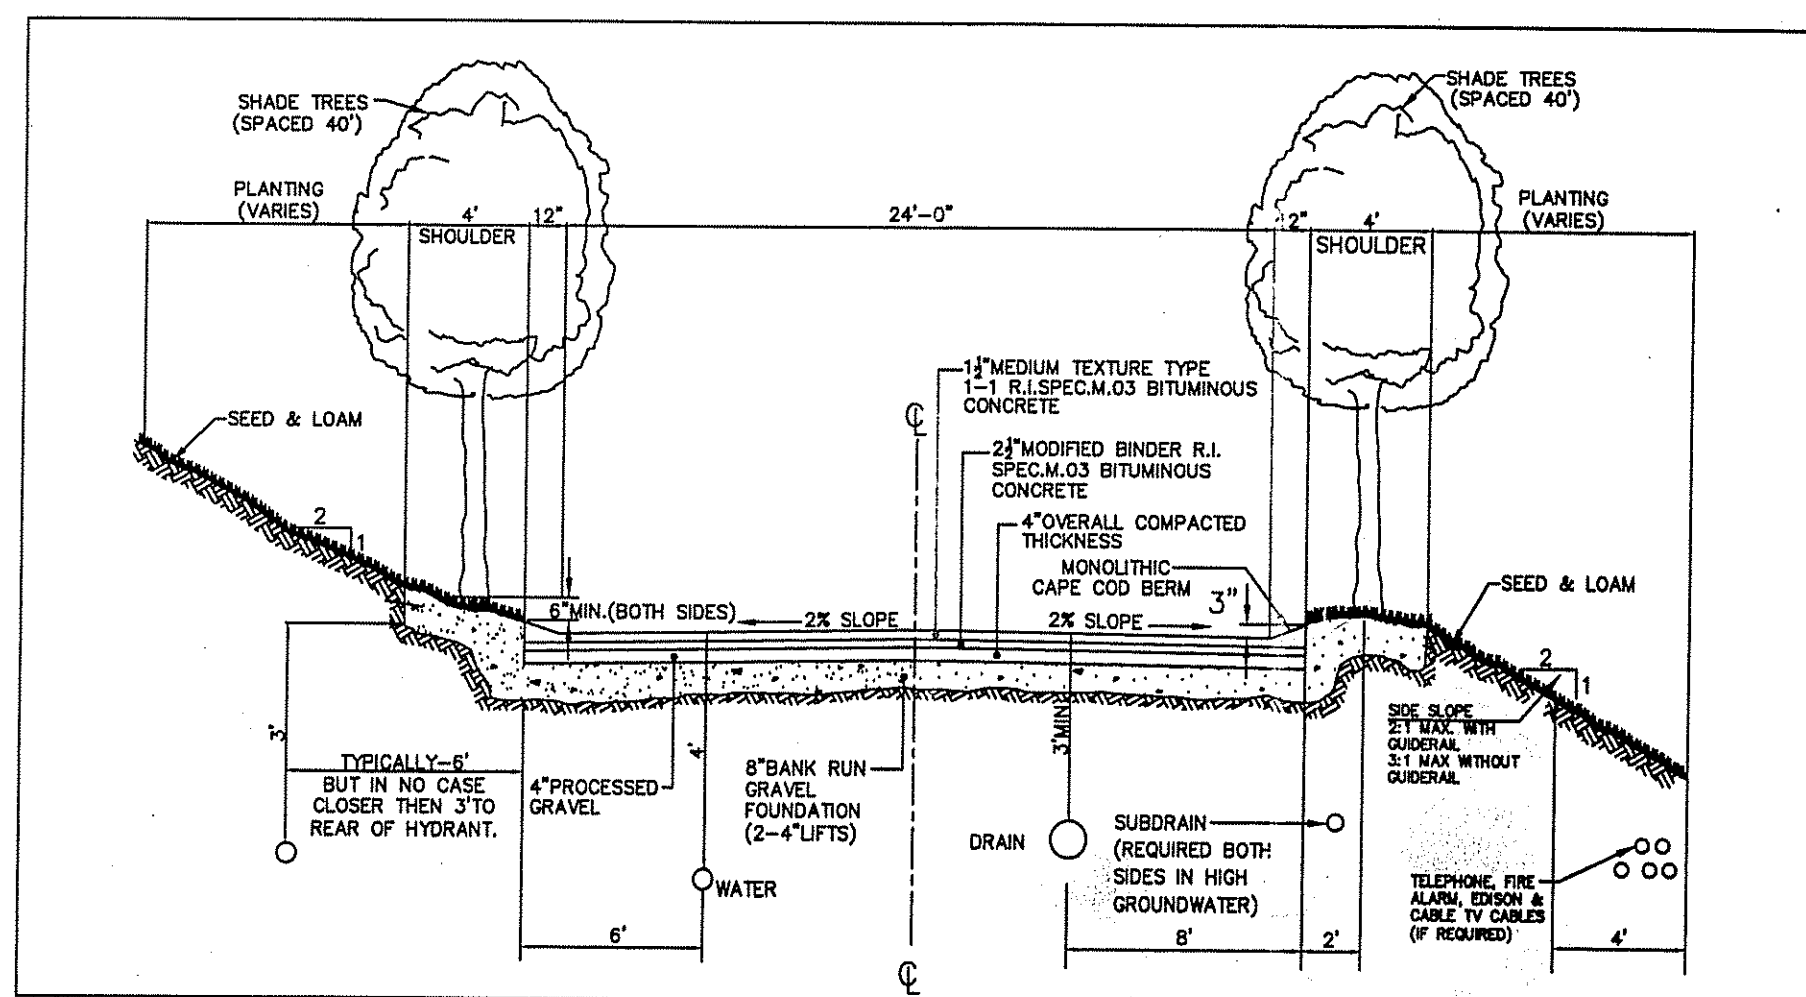 SHADE TREES
(SPACED 40')
SHADE TREES
(SPACED 40')
PLANTING
(VARIES)
4'
SHOULDER
12"
24'-0"
2"
4'
SHOULDER
PLANTING
(VARIES)
SEED & LOAM
2
1
1½"MEDIUM TEXTURE TYPE
1-1 R.I.SPEC.M.03 BITUMINOUS
CONCRETE
℄
2½"MODIFIED BINDER R.I.
SPEC.M.03 BITUMINOUS
CONCRETE
4"OVERALL COMPACTED
THICKNESS
MONOLITHIC
CAPE COD BERM
3"
SEED & LOAM
6"MIN.(BOTH SIDES)
2% SLOPE
2% SLOPE
2
1
SIDE SLOPE
2:1 MAX. WITH
GUIDERAIL
3:1 MAX WITHOUT
GUIDERAIL
3'
TYPICALLY-6'
BUT IN NO CASE
CLOSER THEN 3'TO
REAR OF HYDRANT.
4"PROCESSED
GRAVEL
4'
8"BANK RUN
GRAVEL
FOUNDATION
(2-4"LIFTS)
3'MIN
DRAIN
SUBDRAIN
(REQUIRED BOTH
SIDES IN HIGH
GROUNDWATER)
WATER
TELEPHONE, FIRE
ALARM, EDISON &
CABLE TV CABLES
(IF REQUIRED)
6'
8'
2'
4'
℄